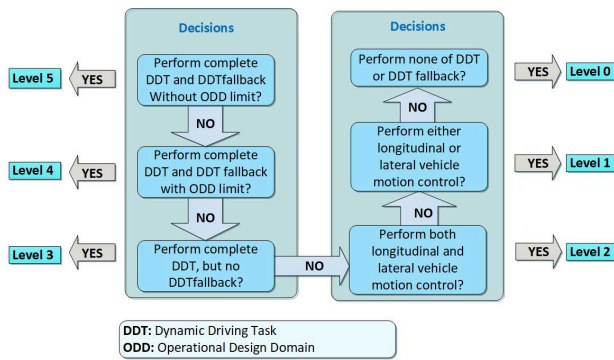 Decisions
Perform complete
DDT and DDTfallback
Without ODD limit?
Level 5
YES
NO
Perform complete
DDT and DDT fallback
with ODD limit?
Level 4
YES
NO
Perform complete
DDT, but no
DDTfallback?
Level 3
YES
NO
Decisions
Perform none of DDT
or DDT fallback?
YES
Level 0
NO
Perform either
longitudinal or
lateral vehicle
motion control?
YES
Level 1
NO
Perform both
longitudinal and
lateral vehicle
motion control?
YES
Level 2
DDT: Dynamic Driving Task
ODD: Operational Design Domain